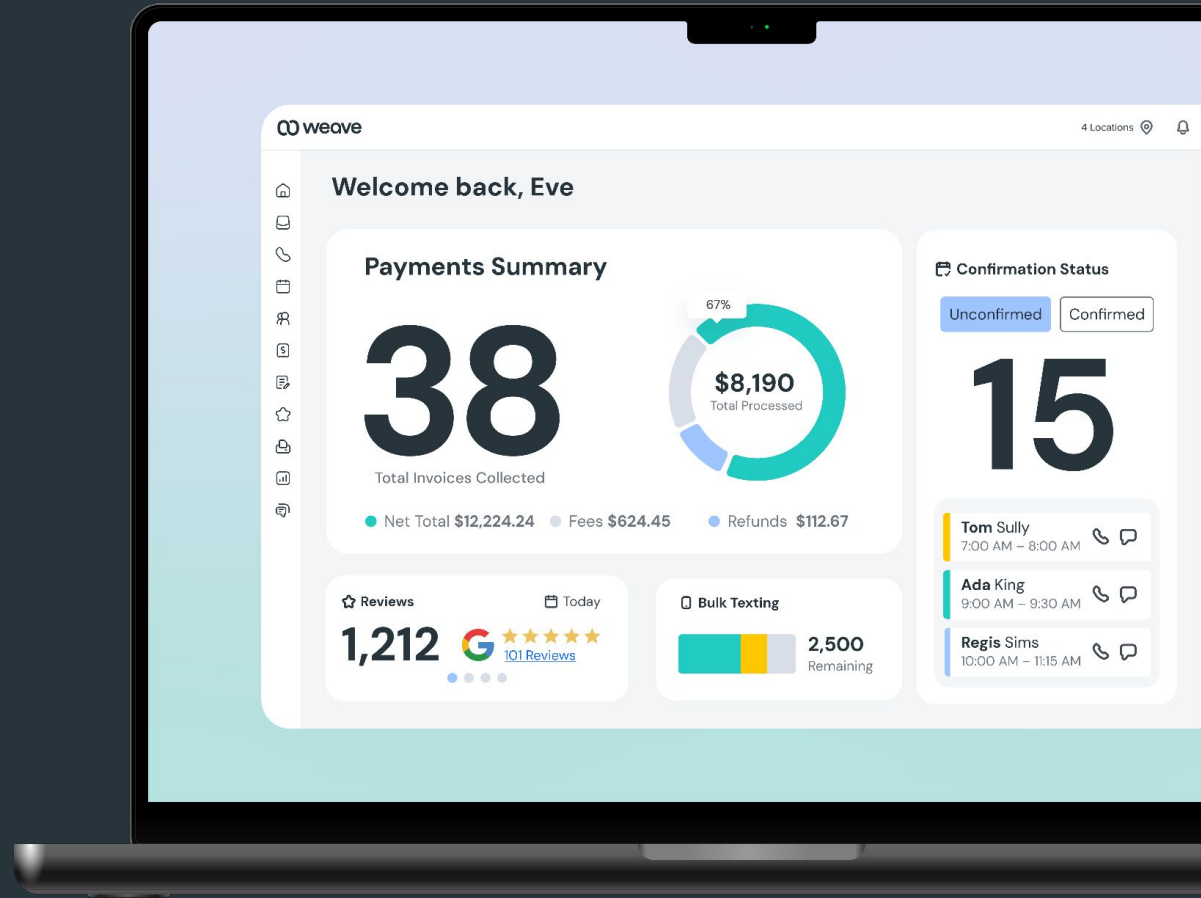 weave
4 Locations
Welcome back, Eve
Payments Summary
38
Total Invoices Collected
67%
$8,190
Total Processed
Net Total $12,224.24 Fees $624.45 Refunds $112.67
Reviews Today
1,212
101 Reviews
Bulk Texting
2,500
Remaining
Confirmation Status
Unconfirmed Confirmed
15
Tom Sully
7:00 AM – 8:00 AM
Ada King
9:00 AM – 9:30 AM
Regis Sims
10:00 AM – 11:15 AM